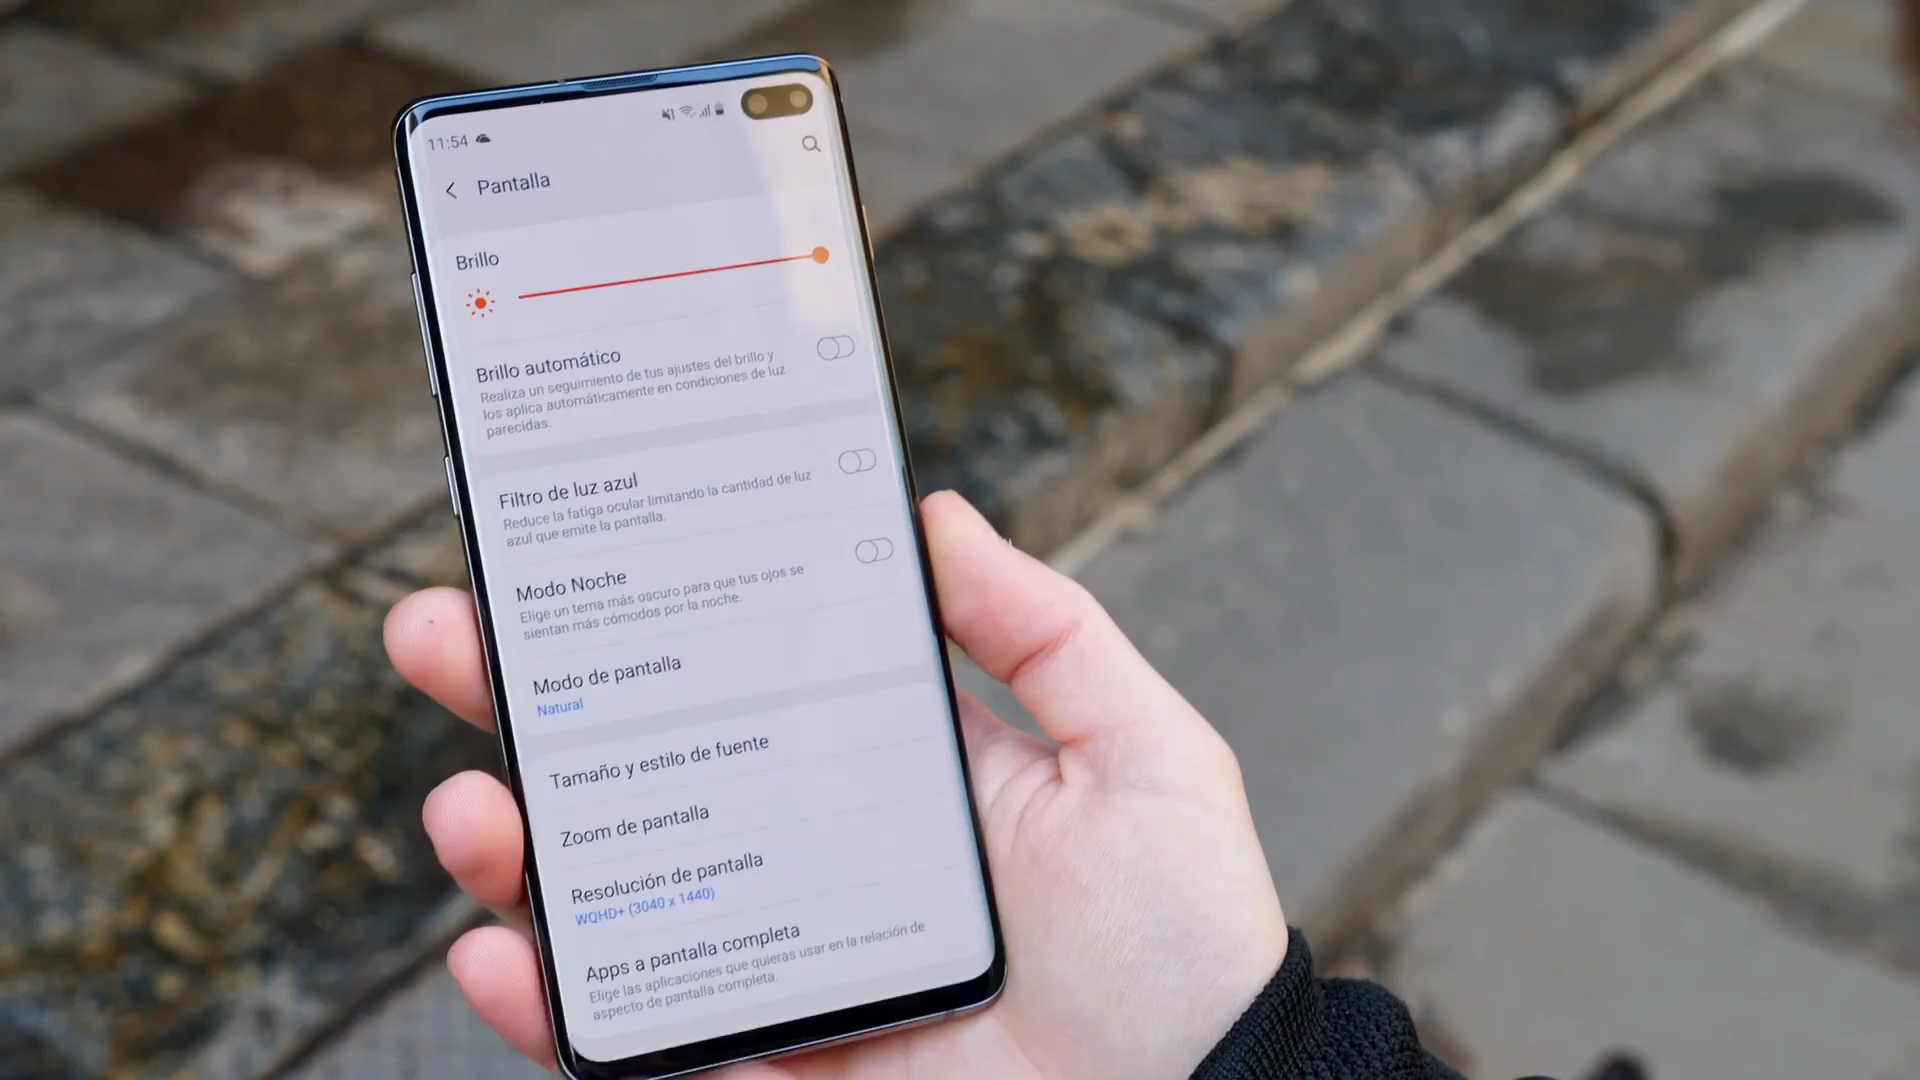 11:54
Pantalla
Brillo
Brillo automático
Realiza un seguimiento de tus ajustes del brillo y
los aplica automáticamente en condiciones de luz
parecidas.
Filtro de luz azul
Reduce la fatiga ocular limitando la cantidad de luz
azul que emite la pantalla.
Modo Noche
Elige un tema más oscuro para que tus ojos se
sientan más cómodos por la noche.
Modo de pantalla
Natural
Tamaño y estilo de fuente
Zoom de pantalla
Resolución de pantalla
WQHD+ (3040 x 1440)
Apps a pantalla completa
Elige las aplicaciones que quieras usar en la relación de
aspecto de pantalla completa.